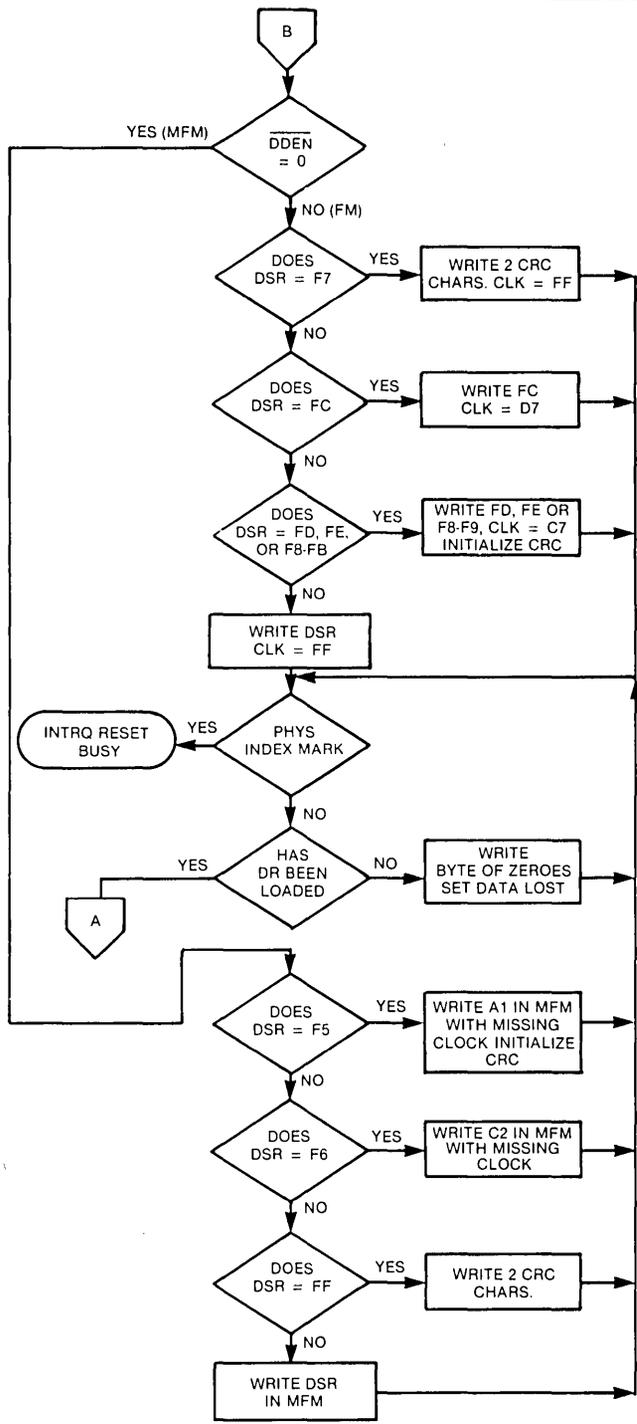 B
YES (MFM)
DDEN
= 0
NO (FM)
DOES
DSR = F7
YES
WRITE 2 CRC
CHARS. CLK = FF
NO
DOES
DSR = FC
YES
WRITE FC
CLK = D7
NO
DOES
DSR = FD, FE,
OR F8-FB
YES
WRITE FD, FE OR
F8-F9, CLK = C7
INITIALIZE CRC
NO
WRITE DSR
CLK = FF
INTRQ RESET
BUSY
YES
PHYS
INDEX MARK
NO
YES
HAS
DR BEEN
LOADED
NO
WRITE
BYTE OF ZEROES
SET DATA LOST
A
DOES
DSR = F5
YES
WRITE A1 IN MFM
WITH MISSING
CLOCK INITIALIZE
CRC
NO
DOES
DSR = F6
YES
WRITE C2 IN MFM
WITH MISSING
CLOCK
NO
DOES
DSR = FF
YES
WRITE 2 CRC
CHARS.
NO
WRITE DSR
IN MFM